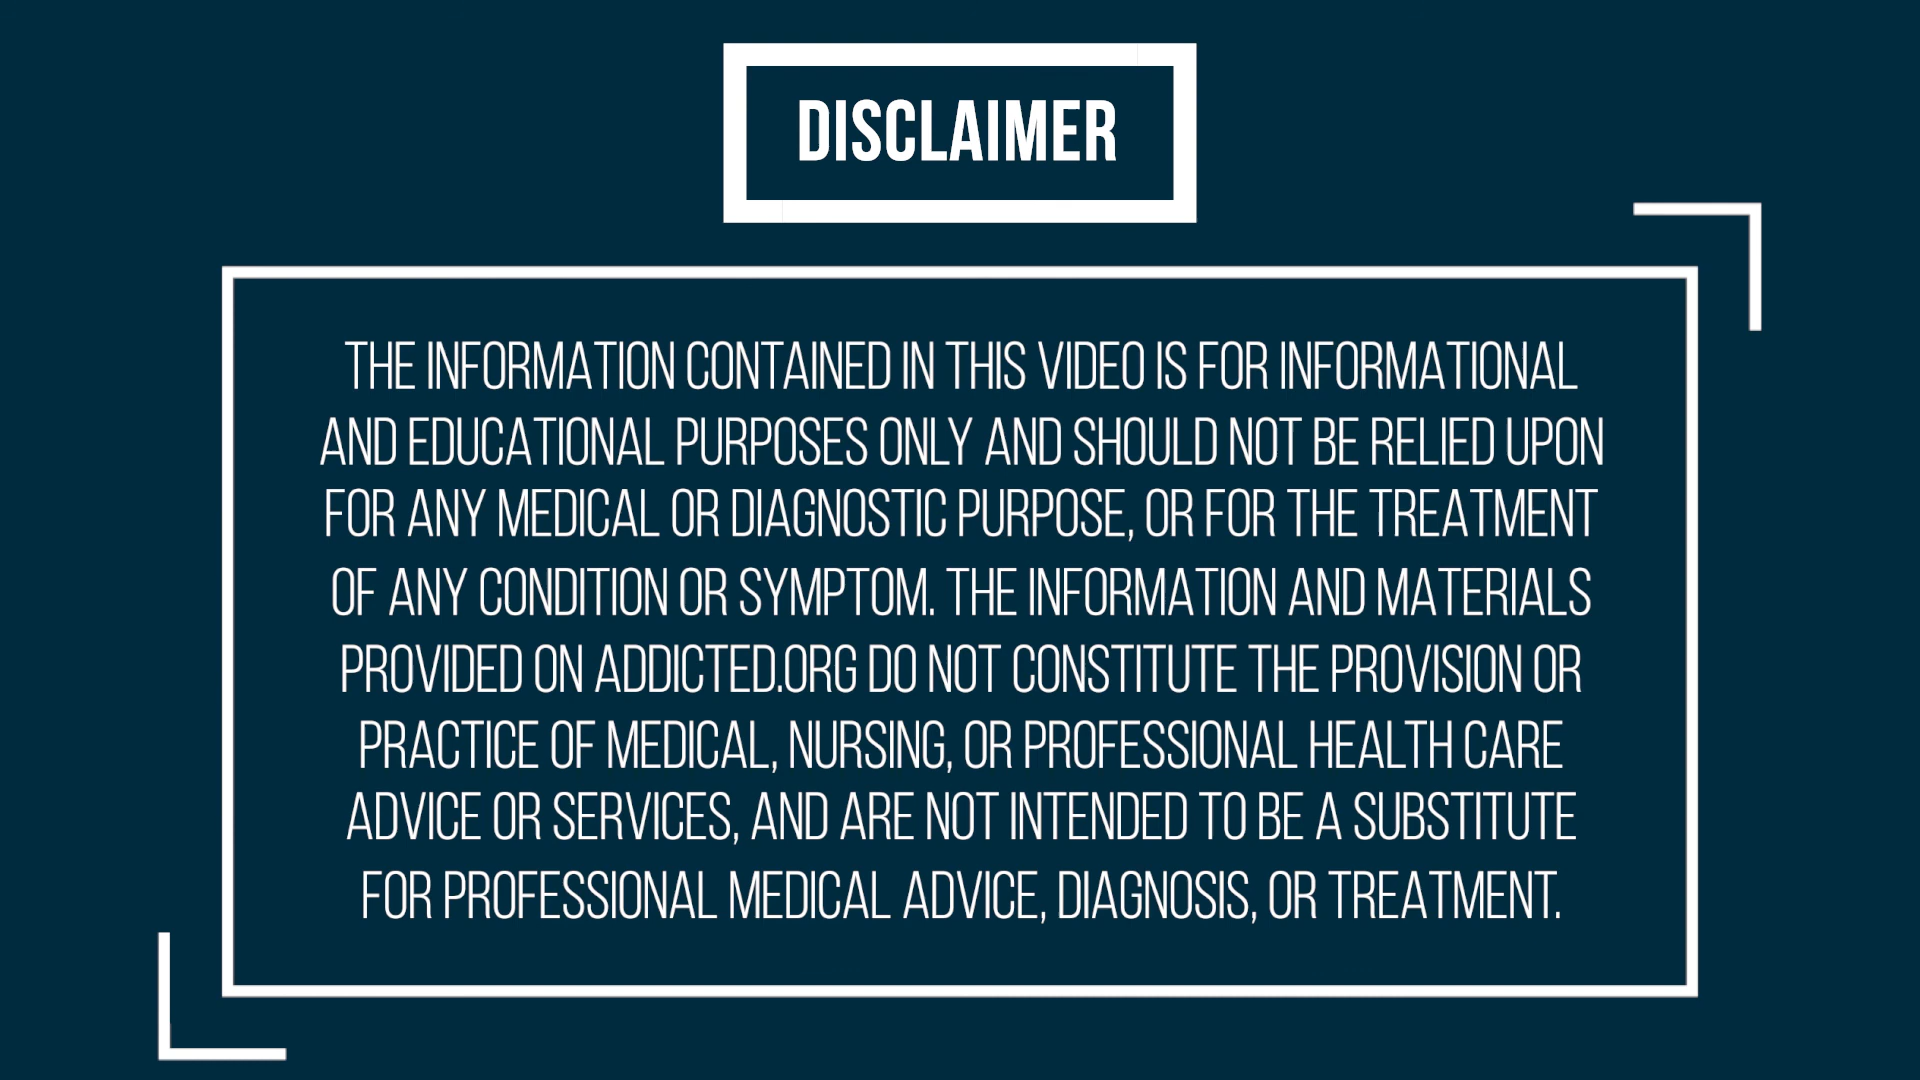 DISCLAIMER
THE INFORMATION CONTAINED IN THIS VIDEO IS FOR INFORMATIONAL
AND EDUCATIONAL PURPOSES ONLY AND SHOULD NOT BE RELIED UPON
FOR ANY MEDICAL OR DIAGNOSTIC PURPOSE, OR FOR THE TREATMENT
OF ANY CONDITION OR SYMPTOM. THE INFORMATION AND MATERIALS
PROVIDED ON ADDICTED.ORG DO NOT CONSTITUTE THE PROVISION OR
PRACTICE OF MEDICAL, NURSING, OR PROFESSIONAL HEALTH CARE
ADVICE OR SERVICES, AND ARE NOT INTENDED TO BE A SUBSTITUTE
FOR PROFESSIONAL MEDICAL ADVICE, DIAGNOSIS, OR TREATMENT.